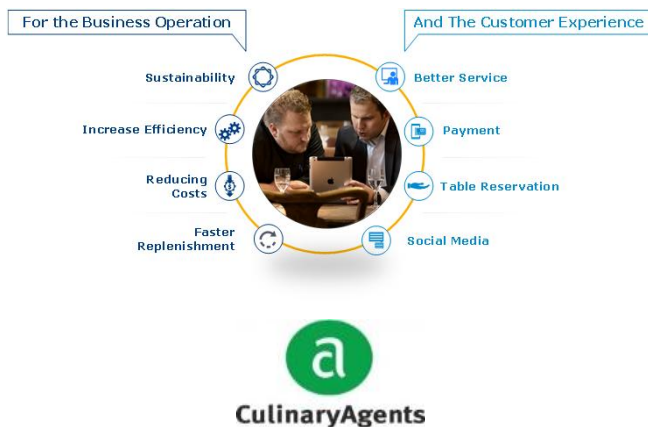 For the Business Operation
And The Customer Experience
Sustainability
Better Service
Increase Efficiency
Payment
Reducing
Costs
Table Reservation
Faster
Replenishment
Social Media
a
CulinaryAgents